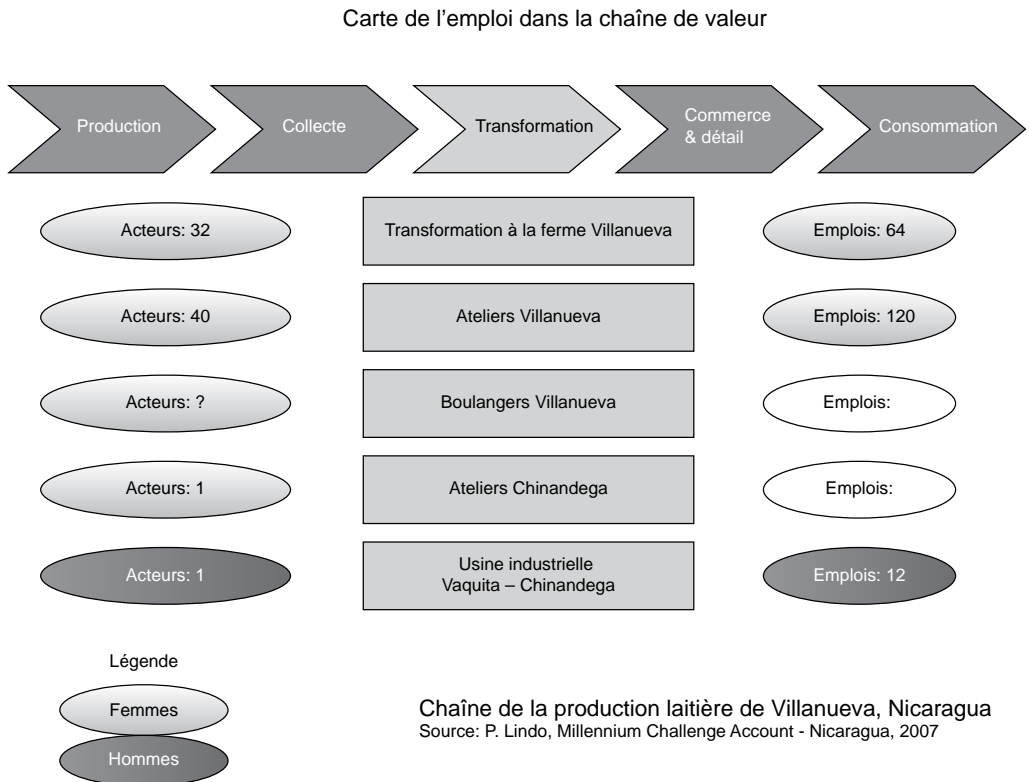 Carte de l’emploi dans la chaîne de valeur
Production
Collecte
Transformation
Commerce
& détail
Consommation
Acteurs: 32
Transformation à la ferme Villanueva
Emplois: 64
Acteurs: 40
Ateliers Villanueva
Emplois: 120
Acteurs: ?
Boulangers Villanueva
Emplois:
Acteurs: 1
Ateliers Chinandega
Emplois:
Acteurs: 1
Usine industrielle
Vaquita – Chinandega
Emplois: 12
Légende
Femmes
Hommes
Chaîne de la production laitière de Villanueva, Nicaragua
Source: P. Lindo, Millennium Challenge Account - Nicaragua, 2007